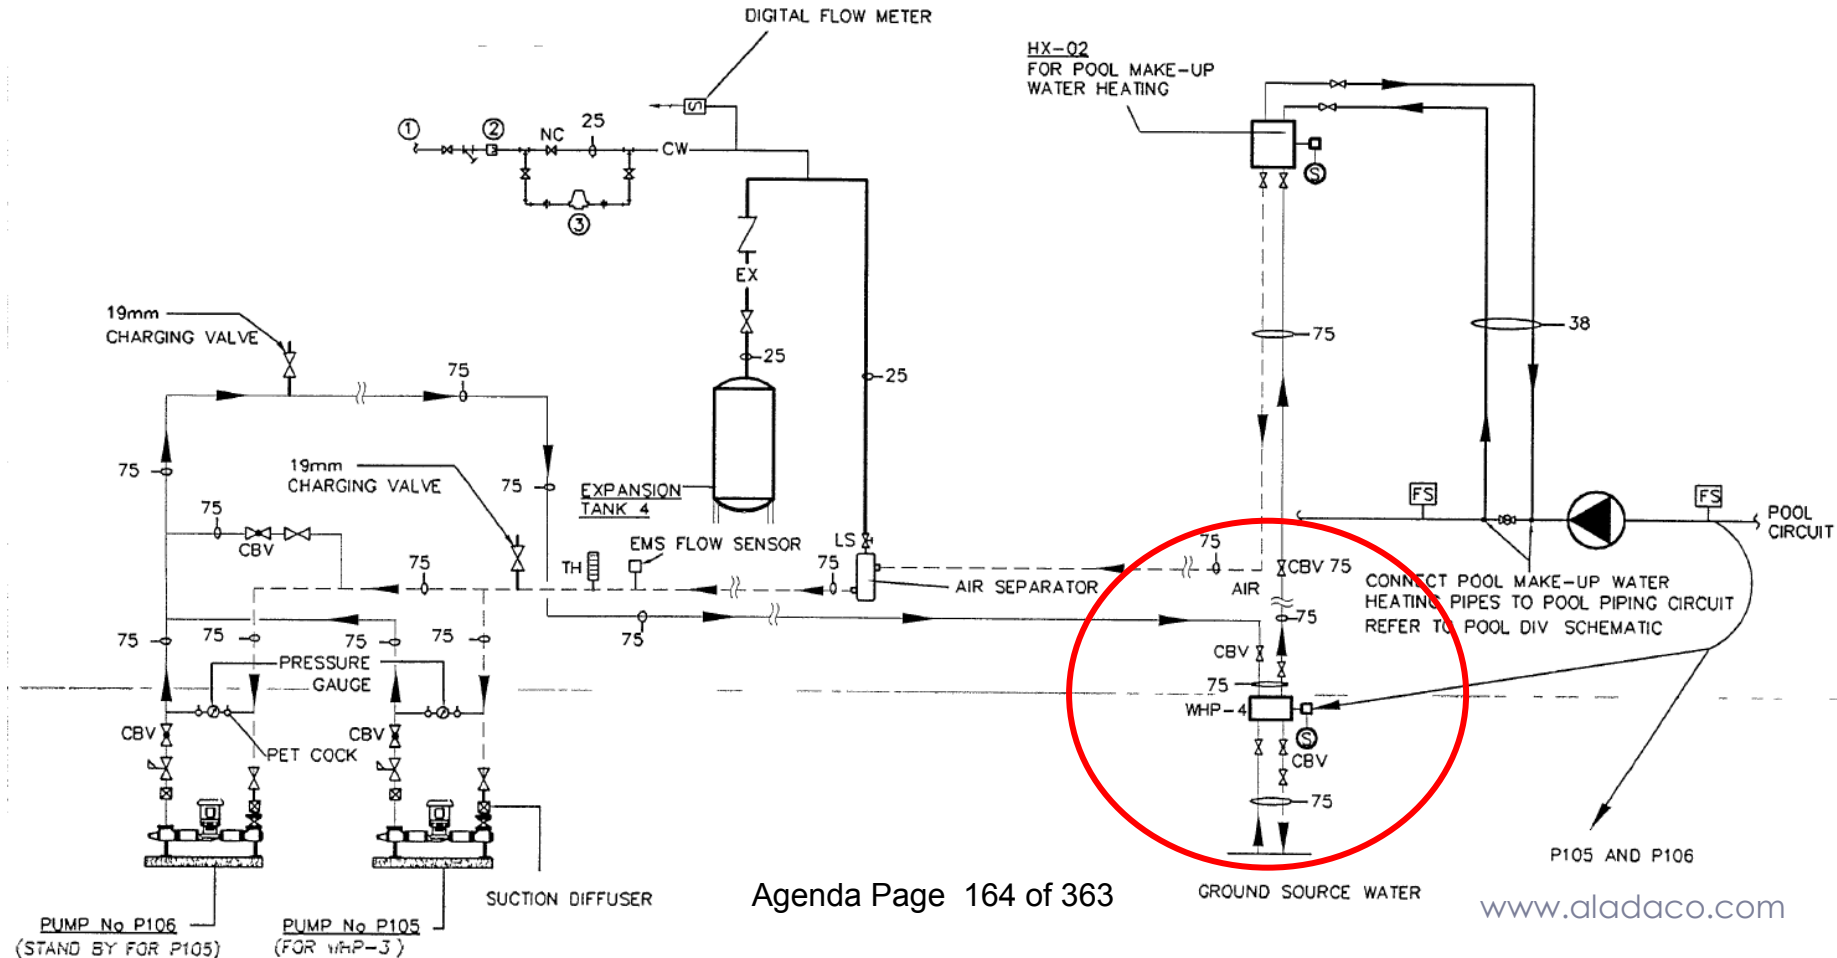 DIGITAL FLOW METER
HX-02
FOR POOL MAKE-UP
WATER HEATING
1
2
NC
25
CW
S
3
S
EX
19mm
CHARGING VALVE
75
38
25
25
75
75
19mm
CHARGING VALVE
75
75
EXPANSION
TANK 4
FS
FS
POOL
CIRCUIT
CBV
LS
EMS FLOW SENSOR
TH
75
75
75
AIR SEPARATOR
AIR
CBV 75
CONNECT POOL MAKE-UP WATER
HEATING PIPES TO POOL PIPING CIRCUIT
REFER TO POOL DIV SCHEMATIC
75
75
75
75
75
75
CBV
PRESSURE
GAUGE
75
WHP-4
S
CBV
CBV
CBV
PET COCK
75
P105 AND P106
SUCTION DIFFUSER
Agenda Page 164 of 363
GROUND SOURCE WATER
www.aladaco.com
PUMP No P106
(STAND BY FOR P105)
PUMP No P105
(FOR WHP-3)